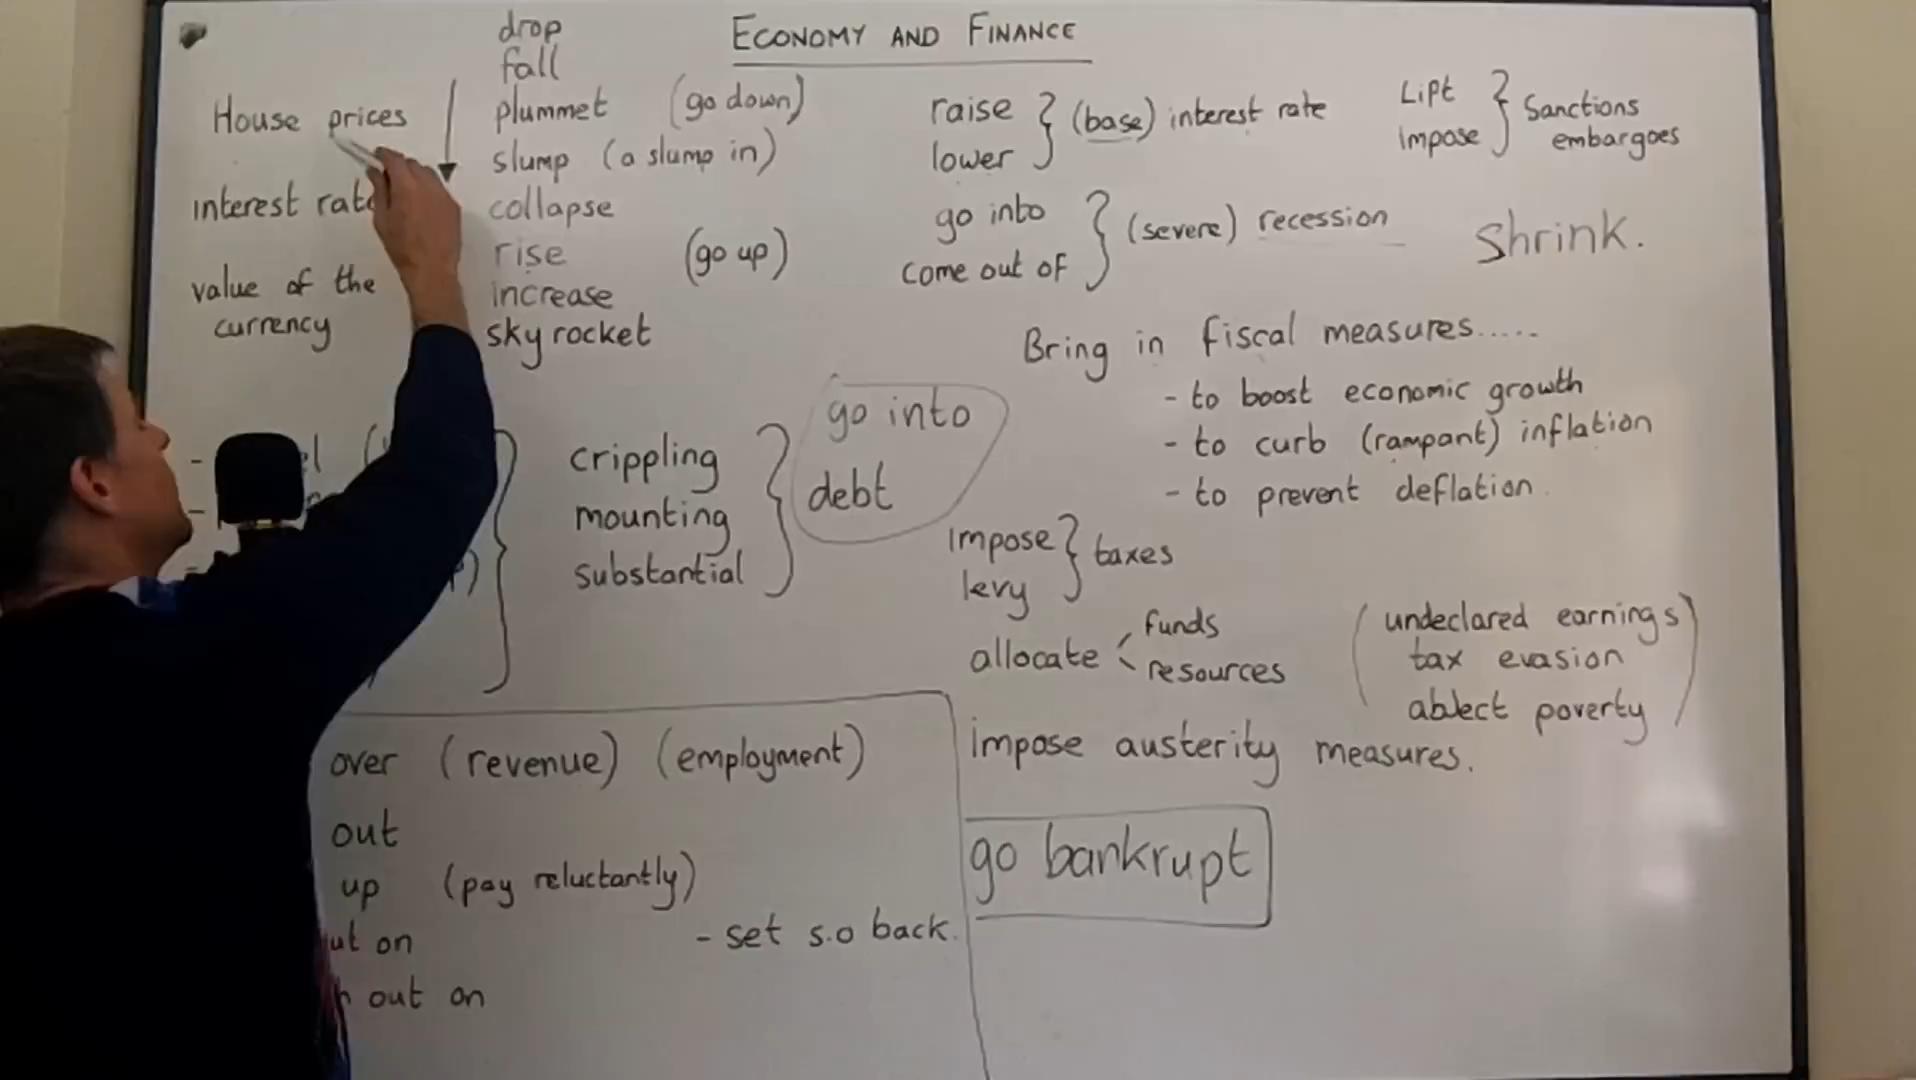 ECONOMY AND FINANCE
House prices
interest rate
value of the
currency
drop
fall
plummet (go down)
slump (a slump in)
collapse
rise (go up)
increase
sky rocket
raise
lower
(base) interest rate
Lift
impose
Sanctions
embargoes
go into
come out of
(severe) recession
Shrink.
Bring in fiscal measures.....
- to boost economic growth
- to curb (rampant) inflation
- to prevent deflation
crippling
mounting
substantial
go into
debt
impose
levy
taxes
allocate
funds
resources
(undeclared earnings
tax evasion
abject poverty)
impose austerity measures.
go bankrupt
over (revenue) (employment)
out
up (pay reluctantly)
on
- set s.o back.
out on